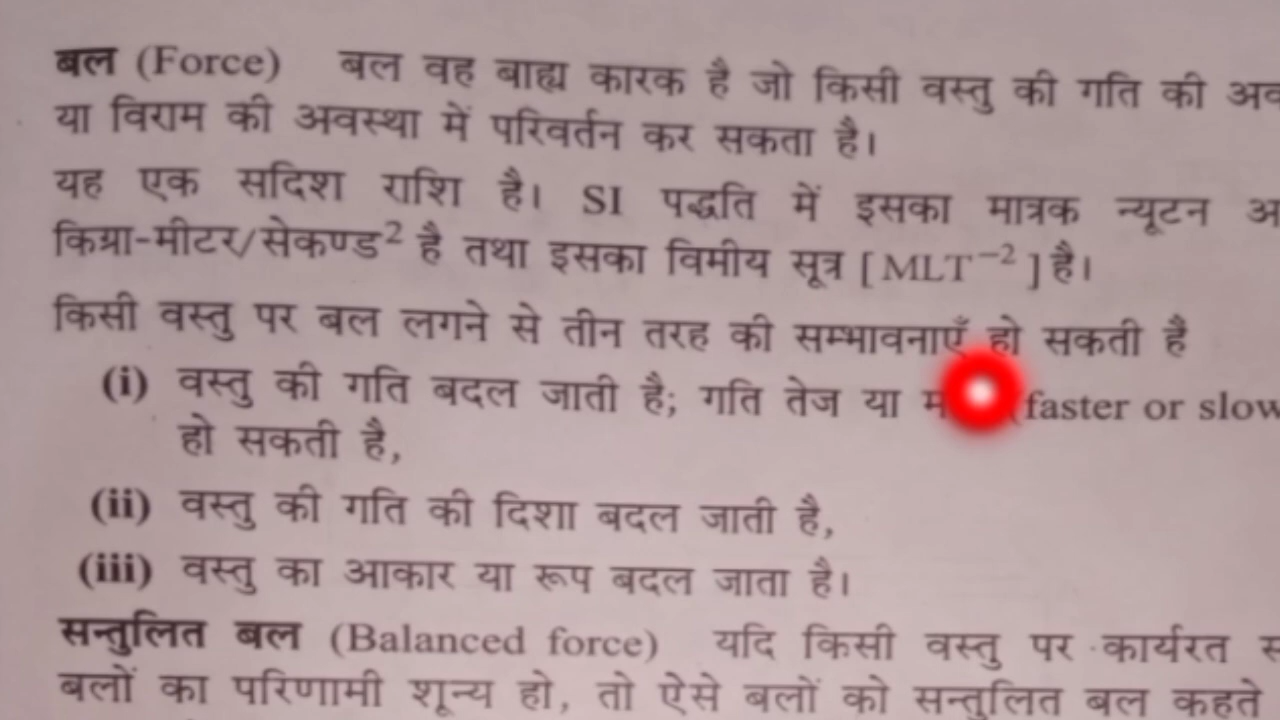 बल (Force) बल वह बाह्य कारक है जो किसी वस्तु की गति की
या विराम की अवस्था में परिवर्तन कर सकता है।
यह एक सदिश राशि है। SI पद्धति में इसका मात्रक न्यूटन
किग्रा-मीटर/सेकण्ड² है तथा इसका विमीय सूत्र [MLT⁻²] है।
किसी वस्तु पर बल लगने से तीन तरह की सम्भावनाएँ हो सकती हैं
(i) वस्तु की गति बदल जाती है; गति तेज या (faster or slow
हो सकती है,
(ii) वस्तु की गति की दिशा बदल जाती है,
(iii) वस्तु का आकार या रूप बदल जाता है।
सन्तुलित बल (Balanced force) यदि किसी वस्तु पर कार्यरत
बलों का परिणामी शून्य हो, तो ऐसे बलों को सन्तुलित बल कहते